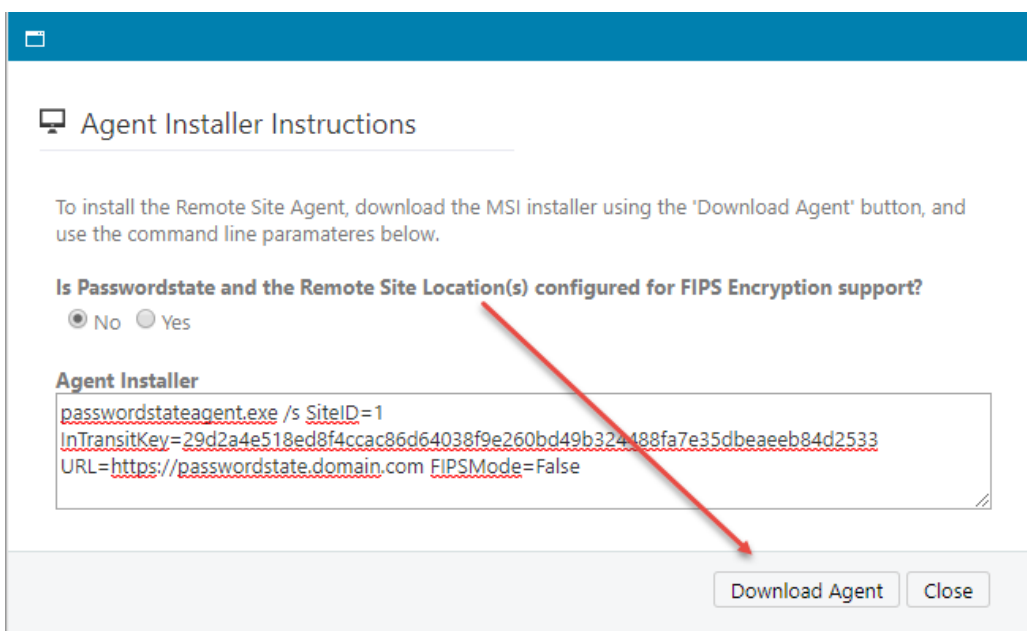 Agent Installer Instructions
To install the Remote Site Agent, download the MSI installer using the 'Download Agent' button, and
use the command line paramateres below.
Is Passwordstate and the Remote Site Location(s) configured for FIPS Encryption support?
No Yes
Agent Installer
passwordstateagent.exe /s SiteID=1
InTransitKey=29d2a4e518ed8f4ccac86d64038f9e260bd49b324488fa7e35dbeaeeb84d2533
URL=https://passwordstate.domain.com FIPSMode=False
Download Agent Close